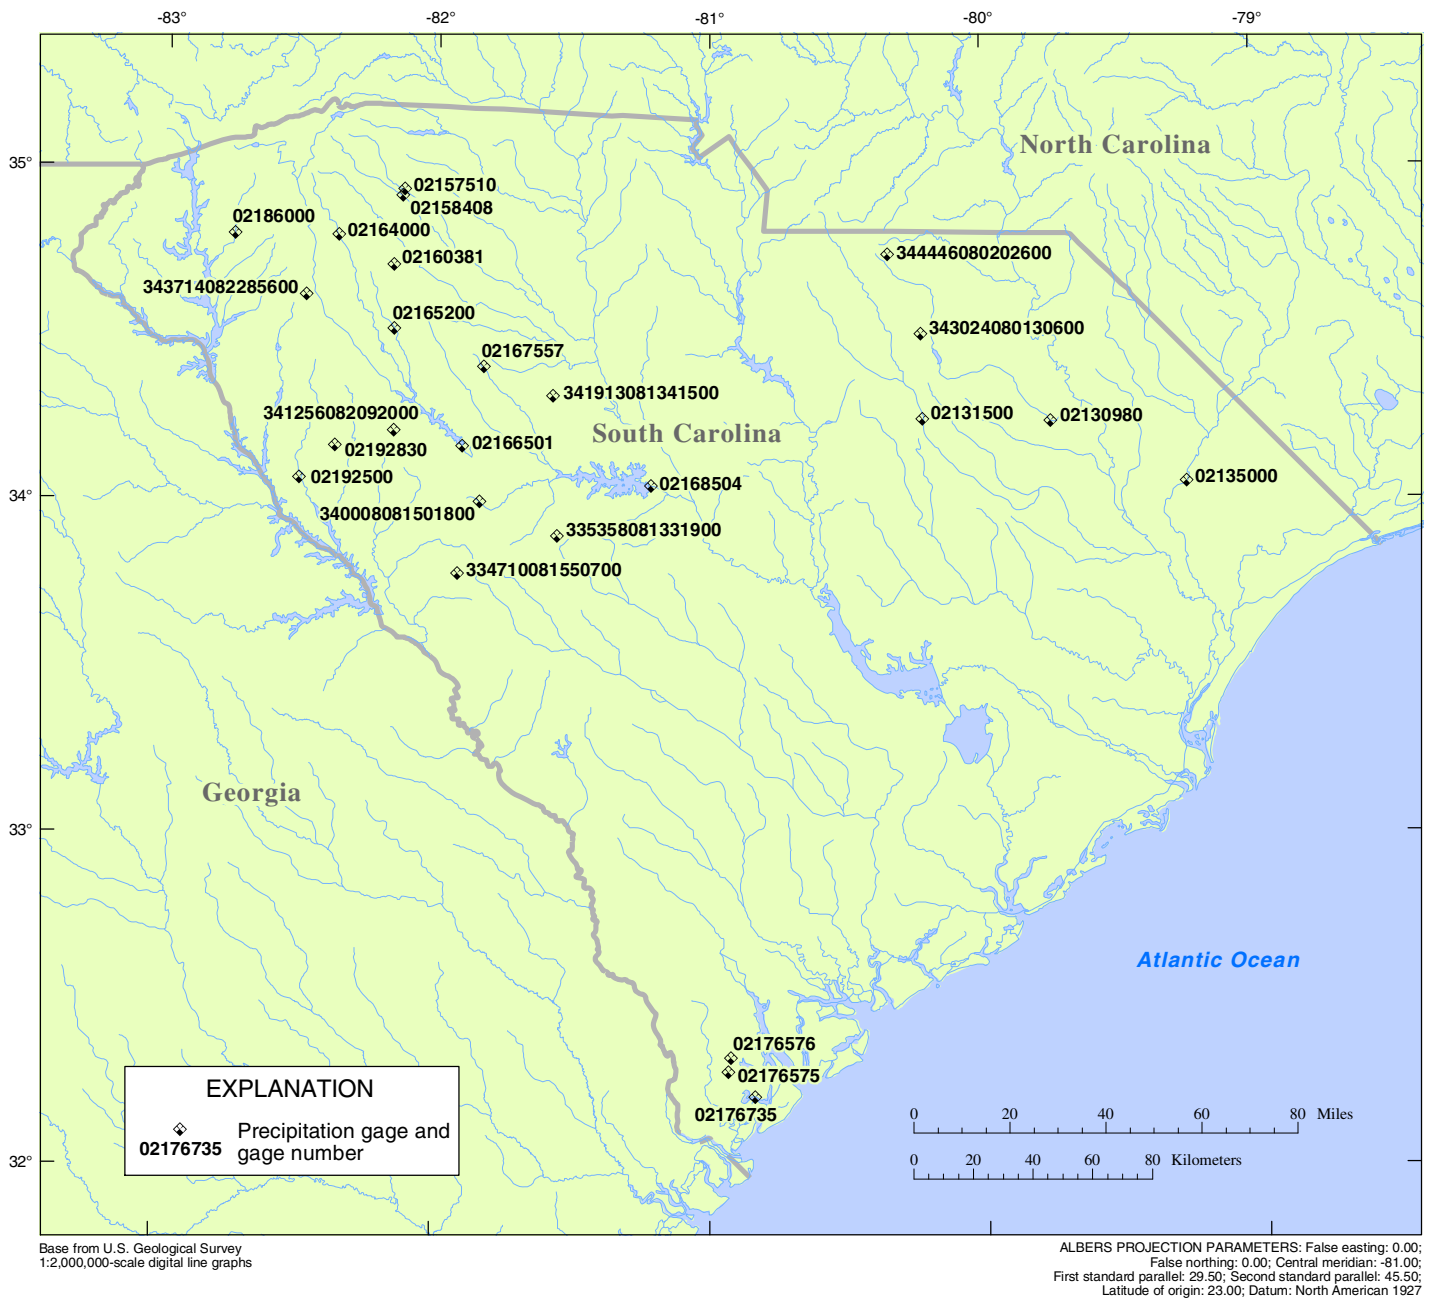 -83°
-82°
-81°
-80°
-79°
35°
34°
33°
32°
North Carolina
02157510
02158408
02186000
02164000
02160381
344446080202600
343714082285600
02165200
343024080130600
02167557
341913081341500
341256082092000
02131500
02130980
South Carolina
02166501
02192830
02192500
02168504
02135000
340008081501800
335358081331900
334710081550700
Georgia
Atlantic Ocean
02176576
02176575
02176735
EXPLANATION
02176735
Precipitation gage and
gage number
0 20 40 60 80 Miles
0 20 40 60 80 Kilometers
Base from U.S. Geological Survey
1:2,000,000-scale digital line graphs
ALBERS PROJECTION PARAMETERS: False easting: 0.00;
False northing: 0.00; Central meridian: -81.00;
First standard parallel: 29.50; Second standard parallel: 45.50;
Latitude of origin: 23.00; Datum: North American 1927